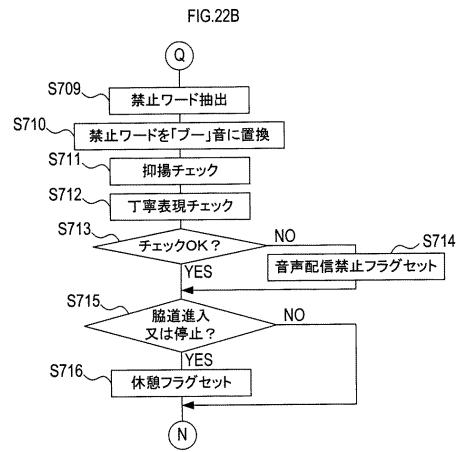 FIG.22B
Q
S709
禁止ワード抽出
S710
禁止ワードを「ブー」音に置換
S711
抑揚チェック
S712
丁寧表現チェック
S713
チェックOK？
NO
S714
音声配信禁止フラグセット
YES
S715
脇道進入
又は停止？
NO
YES
S716
休憩フラグセット
N